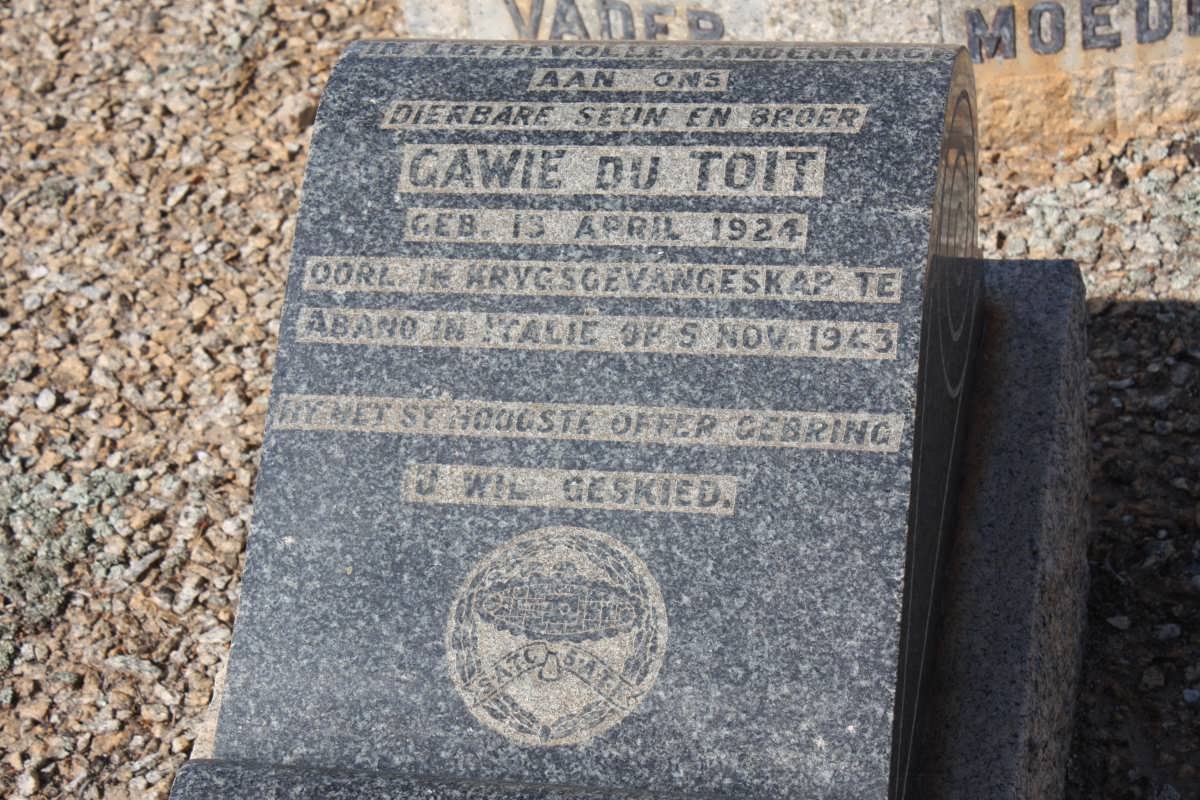 VADER
MOEDER
IN LIEFDEVOLLE AANDENKING
AAN ONS
DIERBARE SEUN EN BROER
GAWIE DU TOIT
GEB. 13 APRIL 1924
OORL. IN KRYGSGEVANGESKAP TE
ABANO IN ITALIE OP 5 NOV. 1943
HY HET SY HOOGSTE OFFER GEBRING
U WIL GESKIED.